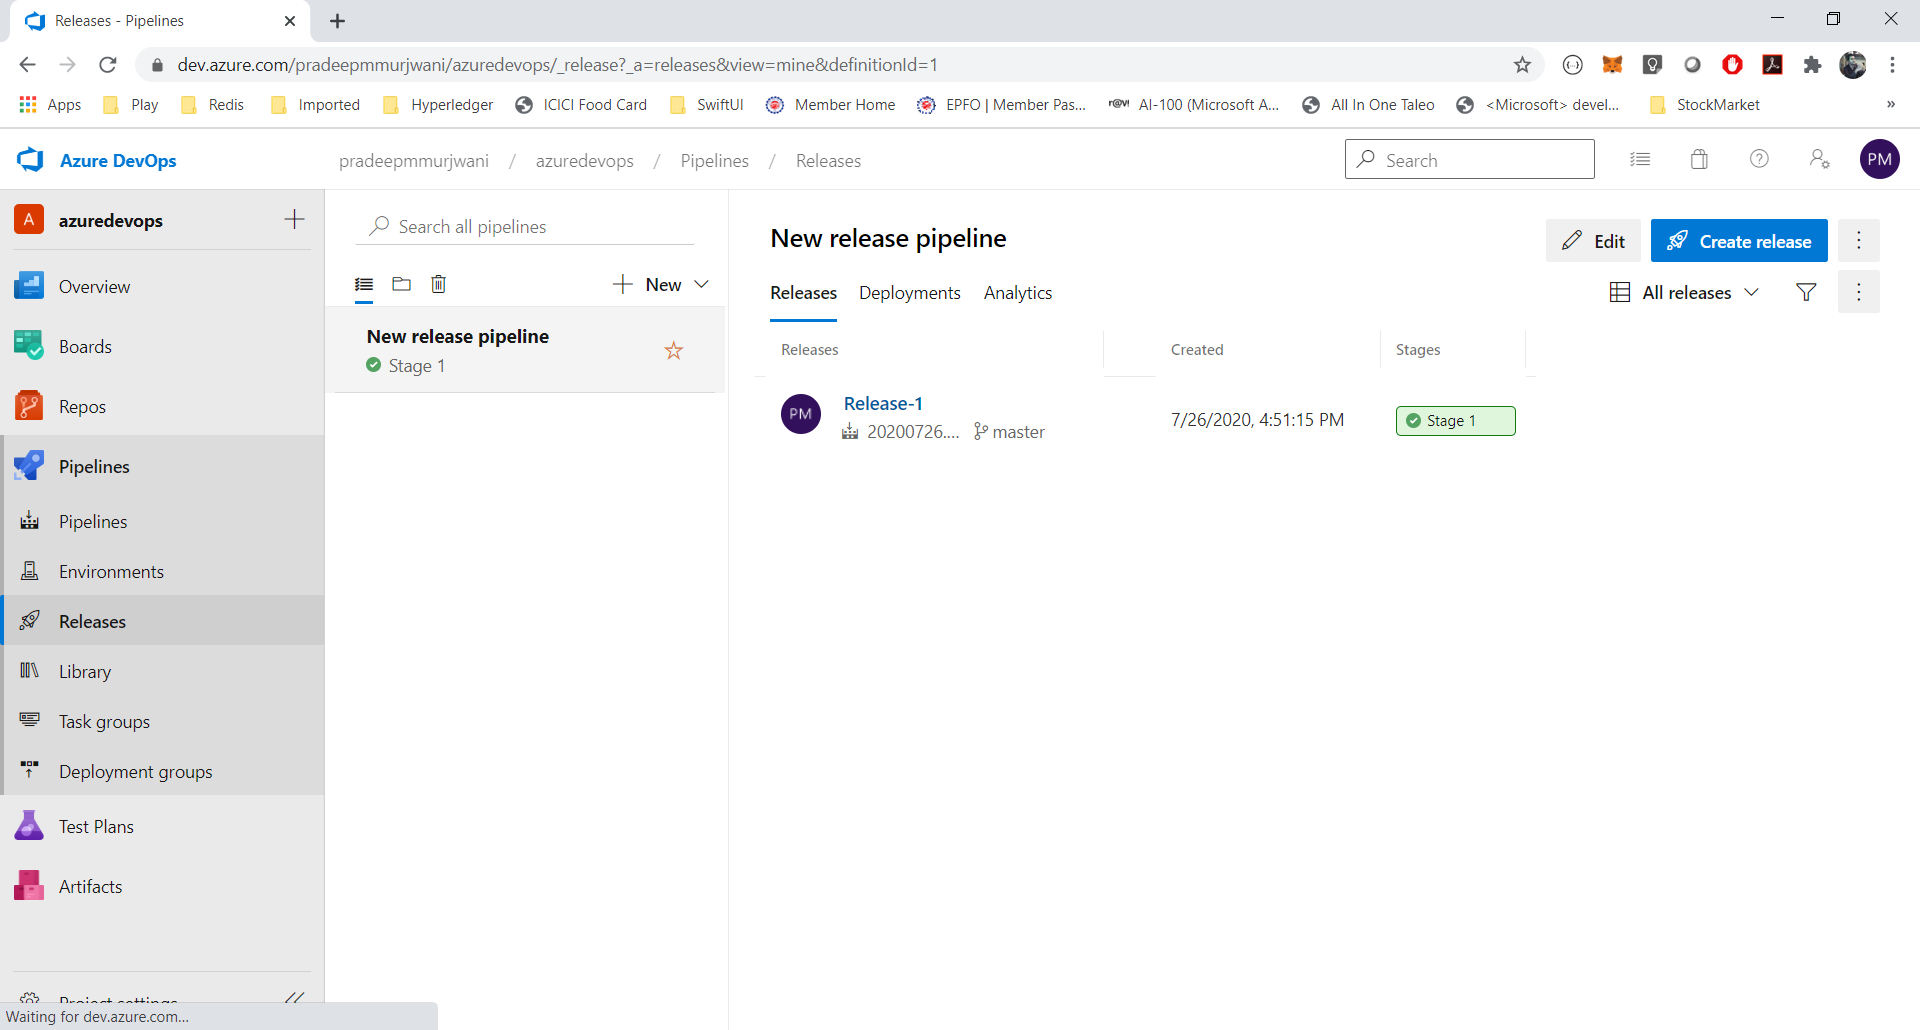 Releases - Pipelines
dev.azure.com/pradeepmmurjwani/azuredevops/_release?_a=releases&view=mine&definitionId=1
Apps Play Redis Imported Hyperledger ICICI Food Card SwiftUI Member Home EPFO | Member Pas... r@v! AI-100 (Microsoft A... All In One Taleo <Microsoft> devel... StockMarket »
Azure DevOps pradeepmmurjwani / azuredevops / Pipelines / Releases Search PM
A azuredevops
Overview
Boards
Repos
Pipelines
Pipelines
Environments
Releases
Library
Task groups
Deployment groups
Test Plans
Artifacts
Project settings
Waiting for dev.azure.com...
Search all pipelines
New
New release pipeline
Stage 1
New release pipeline
Edit Create release
Releases Deployments Analytics
All releases
Releases Created Stages
PM Release-1
20200726.... master
7/26/2020, 4:51:15 PM
Stage 1